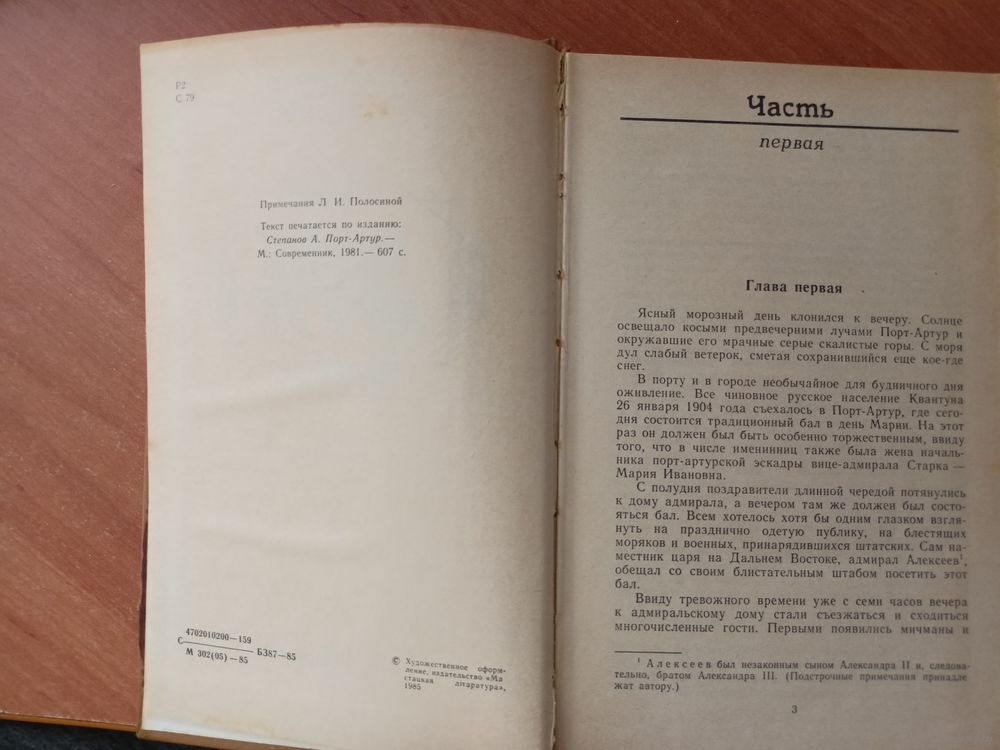 Р2
С 79
Примечания Л И. Полосиной
Текст печатается по изданию:
Степанов А. Порт-Артур.—
М.: Современник, 1981.— 607 с.
4702010200—159
С
Б387—85
М 302(05)—85
© Художественное оформ-
ление, издательство «Ма
стацкая літаратура»,
1985
Часть
первая
Глава первая
Ясный морозный день клонился к вечеру. Солнце
освещало косыми предвечерними лучами Порт-Артур и
окружавшие его мрачные серые скалистые горы. С моря
дул слабый ветерок, сметая сохранившийся еще кое-где
снег.
В порту и в городе необычайное для будничного дня
оживление. Все чиновное русское население Квантуна
26 января 1904 года съехалось в Порт-Артур, где сего-
дня состоится традиционный бал в день Марии. На этот
раз он должен был быть особенно торжественным, ввиду
того, что в числе именинниц также была жена началь-
ника порт-артурской эскадры вице-адмирала Старка —
Мария Ивановна.
С полудня поздравители длинной чередой потянулись
к дому адмирала, а вечером там же должен был состо-
яться бал. Всем хотелось хотя бы одним глазком взгля-
нуть на празднично одетую публику, на блестящих
моряков и военных, принарядившихся штатских. Сам на-
местник царя на Дальнем Востоке, адмирал Алексеев¹,
обещал со своим блистательным штабом посетить этот
бал.
Ввиду тревожного времени уже с семи часов вечера
к адмиральскому дому стали съезжаться и сходиться
многочисленные гости. Первыми появились мичманы и
¹ Алексеев был незаконным сыном Александра II и, следова-
тельно, братом Александра III. (Подстрочные примечания принадле
жат автору.)
3